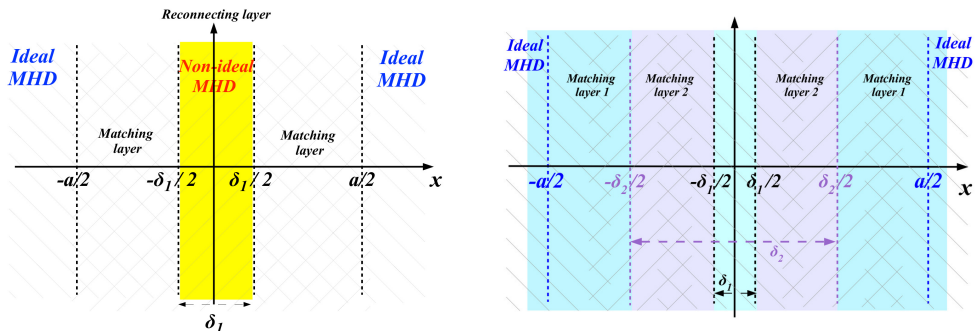 Reconnecting layer
Ideal
MHD
Non-ideal
MHD
Ideal
MHD
Matching
layer
Matching
layer
-a/2
-δ₁/2
δ₁/2
a/2
x
δ₁
Ideal
MHD
Matching
layer 1
Matching
layer 2
Matching
layer 2
Matching
layer 1
Ideal
MHD
-a/2
-δ₂/2
-δ₁/2
δ₁/2
δ₂/2
a/2
x
δ₂
δ₁